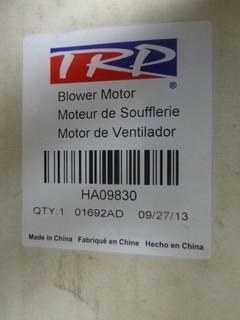 TRP
®
Blower Motor
Moteur de Soufflerie
Motor de Ventilador
HA09830
QTY:1 01692AD 09/27/13
Made in China Fabriqué en Chine Hecho en China